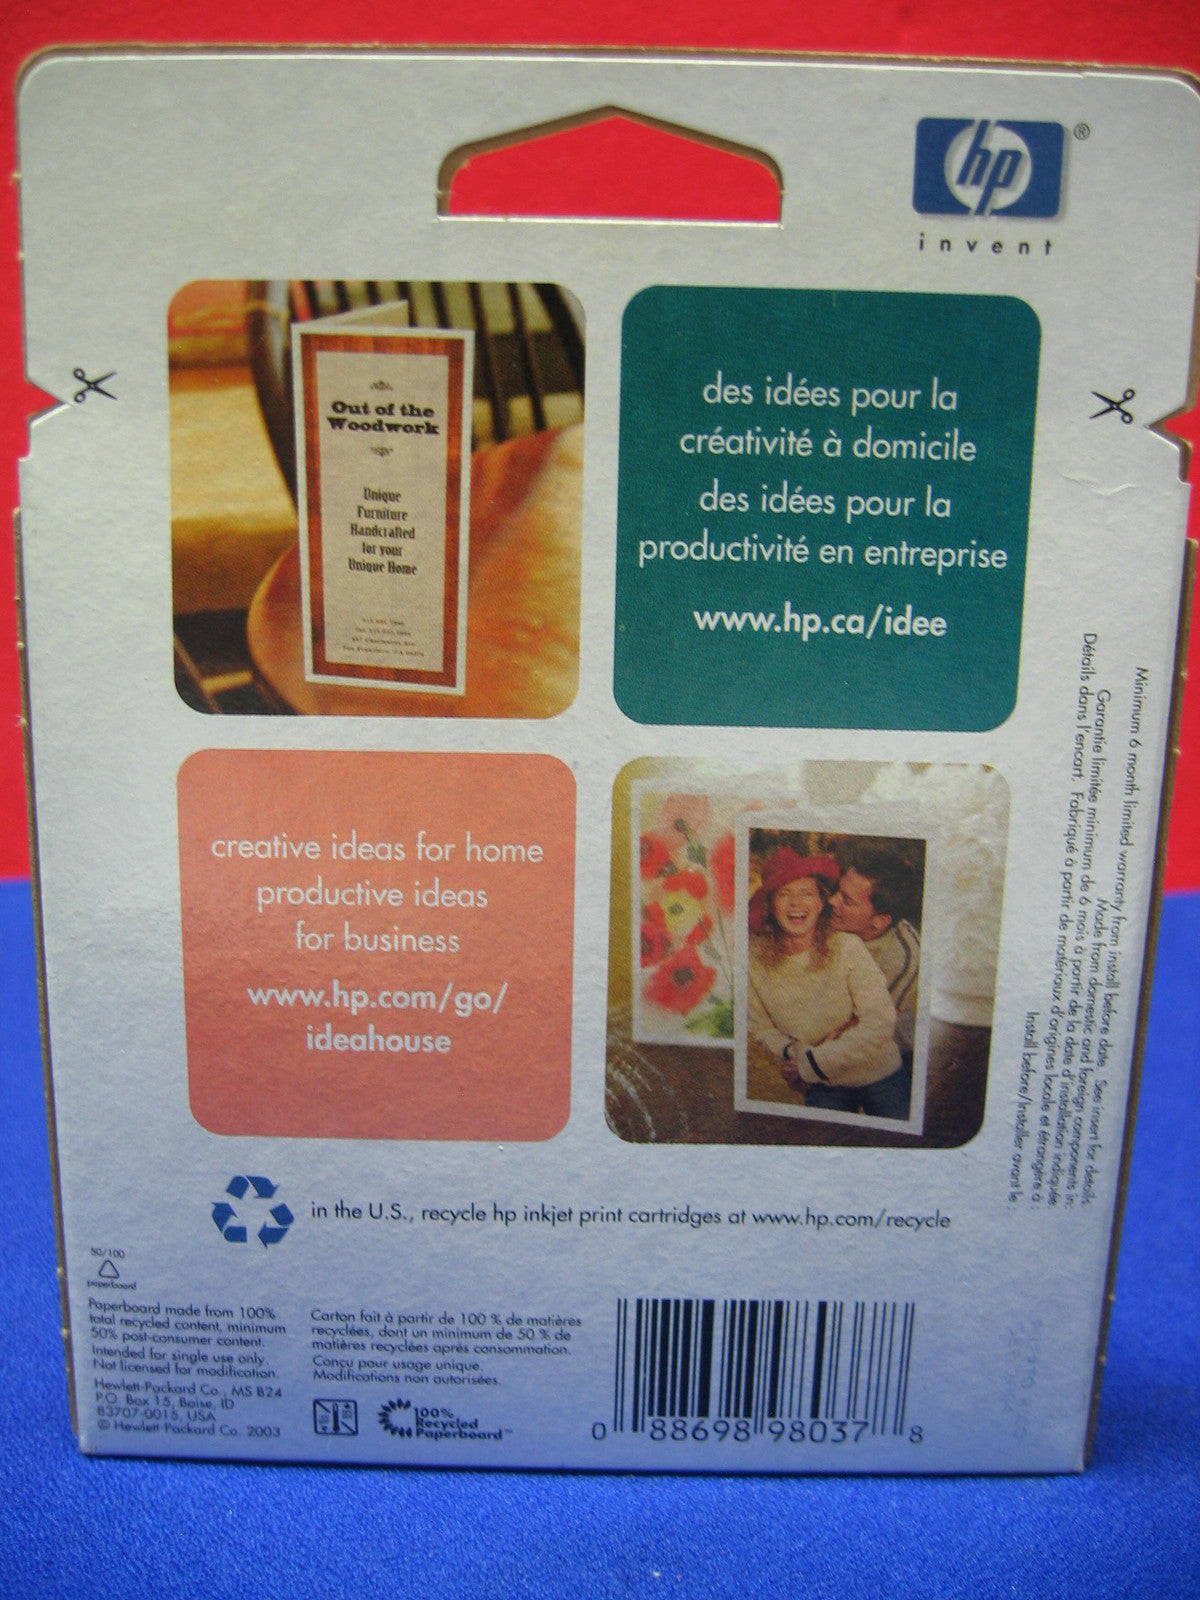 hp
®
invent
Out of the
Woodwork
Unique
Furniture
Handcrafted
for your
Unique Home
des idées pour la
créativité à domicile
des idées pour la
productivité en entreprise
www.hp.ca/idee
creative ideas for home
productive ideas
for business
www.hp.com/go/
ideahouse
Minimum 6 month limited warranty from install before date. See insert for details.
Made from domestic and foreign components in:
Garantie limitée minimum de 6 mois à partir de la date d'installation indiquée.
Détails dans l'encart. Fabriqué à partir de matériaux d'origines locale et étrangère à :
Install before/Installer avant le :
in the U.S., recycle hp inkjet print cartridges at www.hp.com/recycle
50/100
paperboard
Paperboard made from 100%
total recycled content, minimum
50% post-consumer content.
Intended for single use only.
Not licensed for modification.
Hewlett-Packard Co., MS B24
P.O. Box 15, Boise, ID
83707-0015, USA
© Hewlett-Packard Co. 2003
Carton fait à partir de 100 % de matières
recyclées, dont un minimum de 50 % de
matières recyclées après consommation.
Conçu pour usage unique.
Modifications non autorisées.
100%
Recycled
Paperboard™
0 88698 98037 8